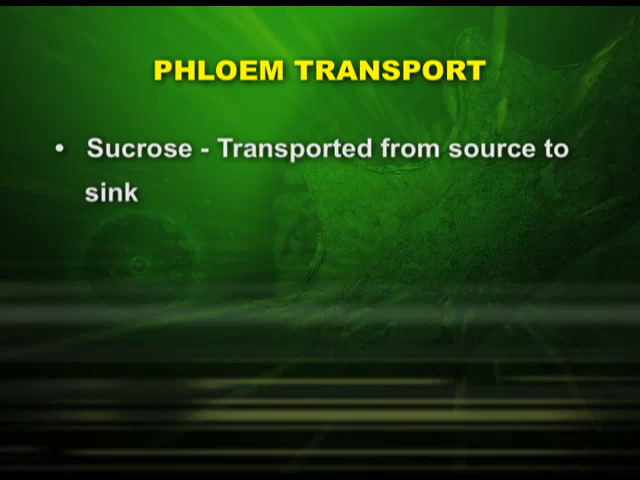 PHLOEM TRANSPORT
• Sucrose - Transported from source to
sink